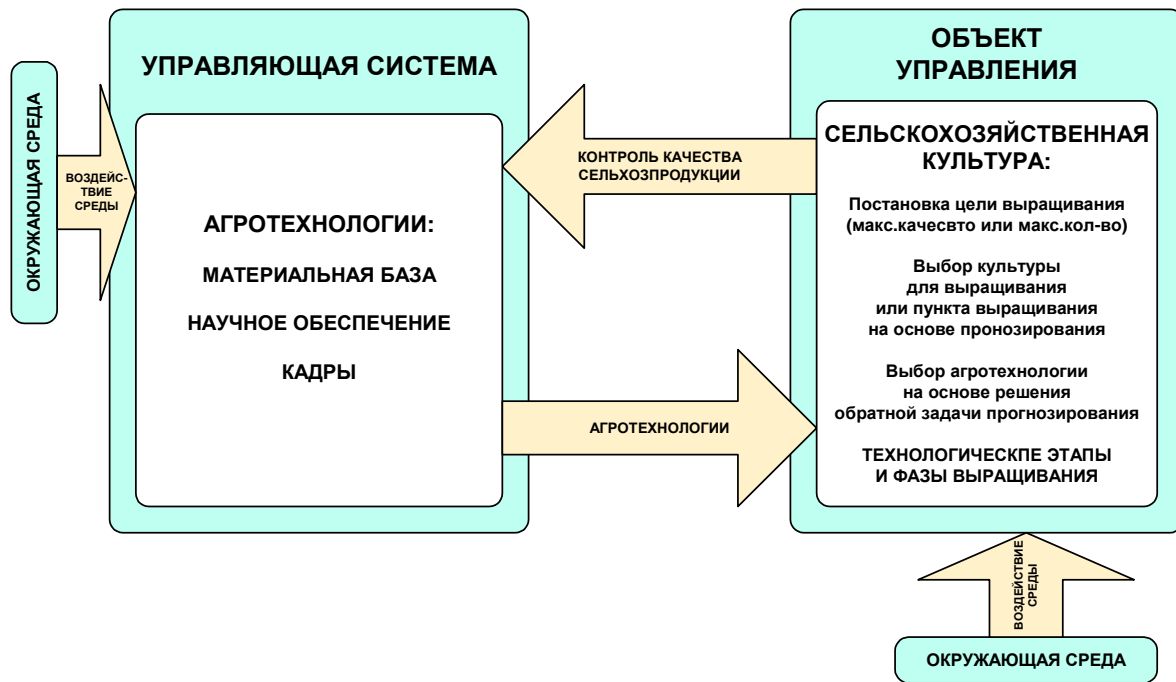 ОКРУЖАЮЩАЯ СРЕДА
ВОЗДЕЙС-
ТВИЕ
СРЕДЫ
УПРАВЛЯЮЩАЯ СИСТЕМА
АГРОТЕХНОЛОГИИ:
МАТЕРИАЛЬНАЯ БАЗА
НАУЧНОЕ ОБЕСПЕЧЕНИЕ
КАДРЫ
КОНТРОЛЬ КАЧЕСТВА
СЕЛЬХОЗПРОДУКЦИИ
АГРОТЕХНОЛОГИИ
ОБЪЕКТ
УПРАВЛЕНИЯ
СЕЛЬСКОХОЗЯЙСТВЕННАЯ
КУЛЬТУРА:
Постановка цели выращивания
(макс.качесвто или макс.кол-во)
Выбор культуры
для выращивания
или пункта выращивания
на основе пронозирования
Выбор агротехнологии
на основе решения
обратной задачи прогнозирования
ТЕХНОЛОГИЧЕСКПЕ ЭТАПЫ
И ФАЗЫ ВЫРАЩИВАНИЯ
ВОЗДЕЙСТВИЕ
СРЕДЫ
ОКРУЖАЮЩАЯ СРЕДА